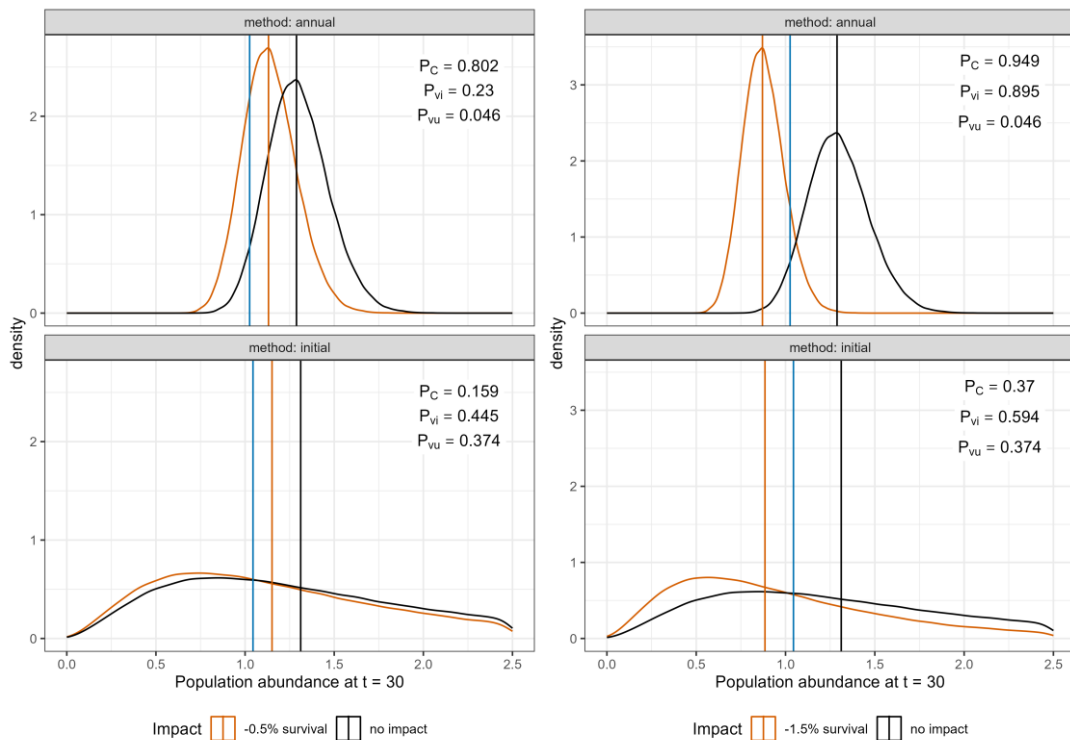 method: annual
P_C = 0.802
P_vi = 0.23
P_vu = 0.046
2
1
0
method: initial
P_C = 0.159
P_vi = 0.445
P_vu = 0.374
2
1
0
density
0.0 0.5 1.0 1.5 2.0 2.5
Population abundance at t = 30
Impact -0.5% survival no impact
method: annual
P_C = 0.949
P_vi = 0.895
P_vu = 0.046
3
2
1
0
method: initial
P_C = 0.37
P_vi = 0.594
P_vu = 0.374
3
2
1
0
density
0.0 0.5 1.0 1.5 2.0 2.5
Population abundance at t = 30
Impact -1.5% survival no impact